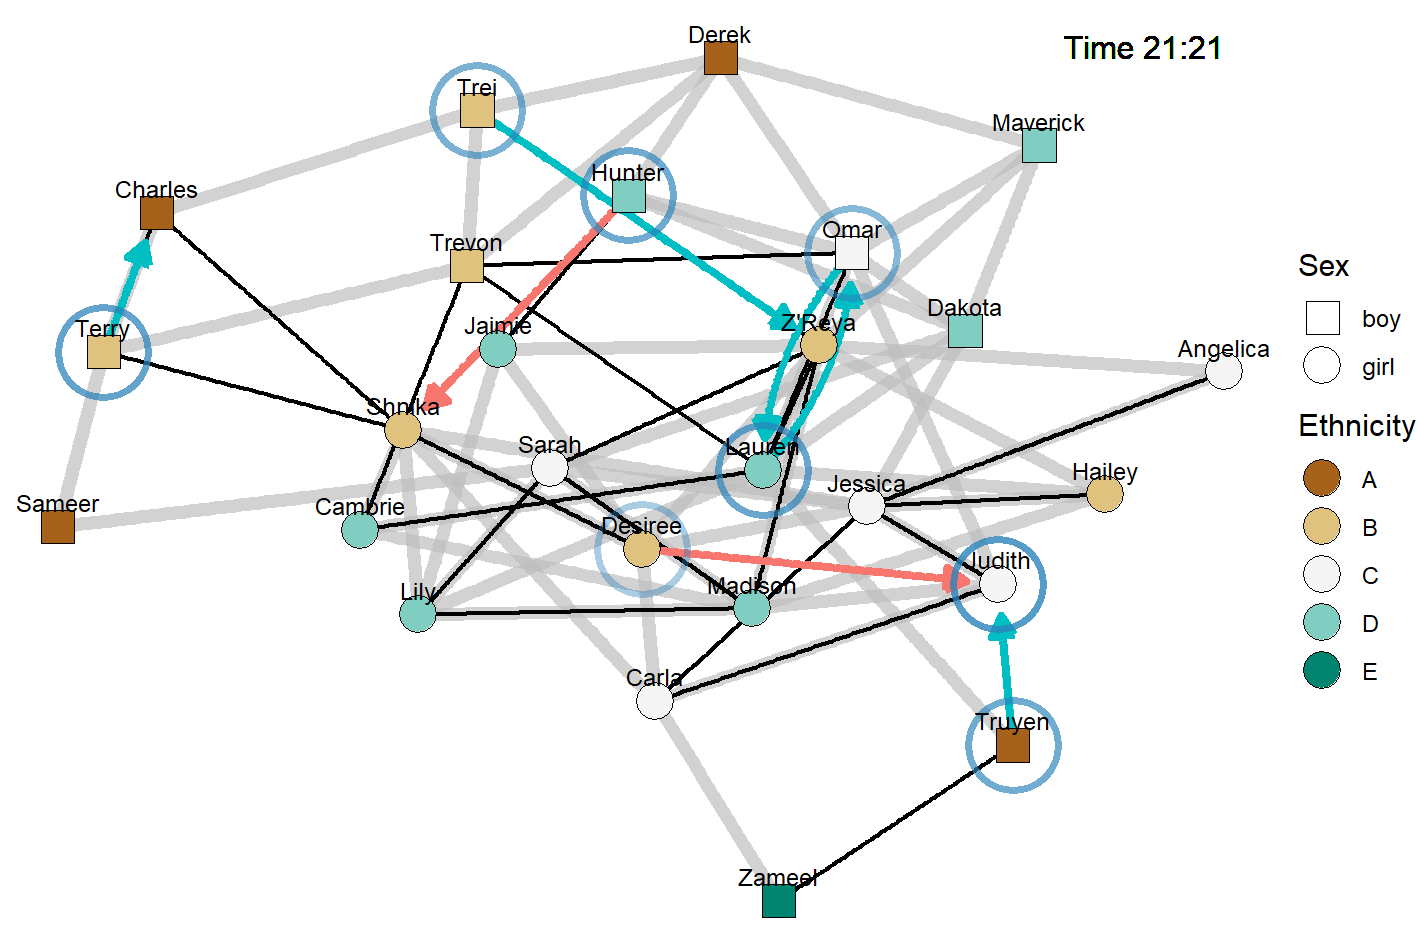 Derek
Time 21:21
Trei
Maverick
Hunter
Charles
Omar
Trevon
Dakota
Z'Reya
Jaimie
Terry
Angelica
Shnika
Sarah
Lauren
Hailey
Jessica
Sameer
Cambrie
Desiree
Judith
Madison
Lily
Carla
Truyen
Zameel
Sex
boy
girl
Ethnicity
A
B
C
D
E